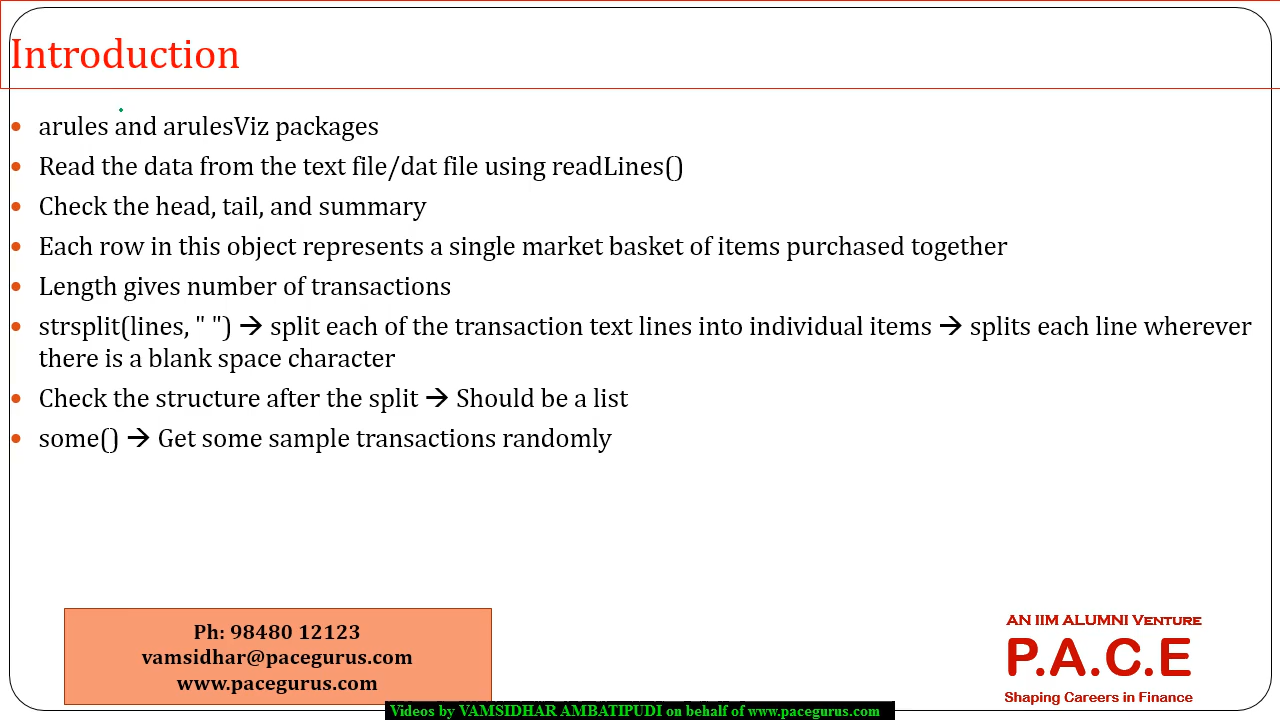 Introduction
• arules and arulesViz packages
• Read the data from the text file/dat file using readLines()
• Check the head, tail, and summary
• Each row in this object represents a single market basket of items purchased together
• Length gives number of transactions
• strsplit(lines, " ") → split each of the transaction text lines into individual items → splits each line wherever
there is a blank space character
• Check the structure after the split → Should be a list
• some() → Get some sample transactions randomly
Ph: 98480 12123
vamsidhar@pacegurus.com
www.pacegurus.com
AN IIM ALUMNI VENTURE
P.A.C.E
Shaping Careers in Finance
Videos by VAMSIDHAR AMBATIPUDI on behalf of www.pacegurus.com